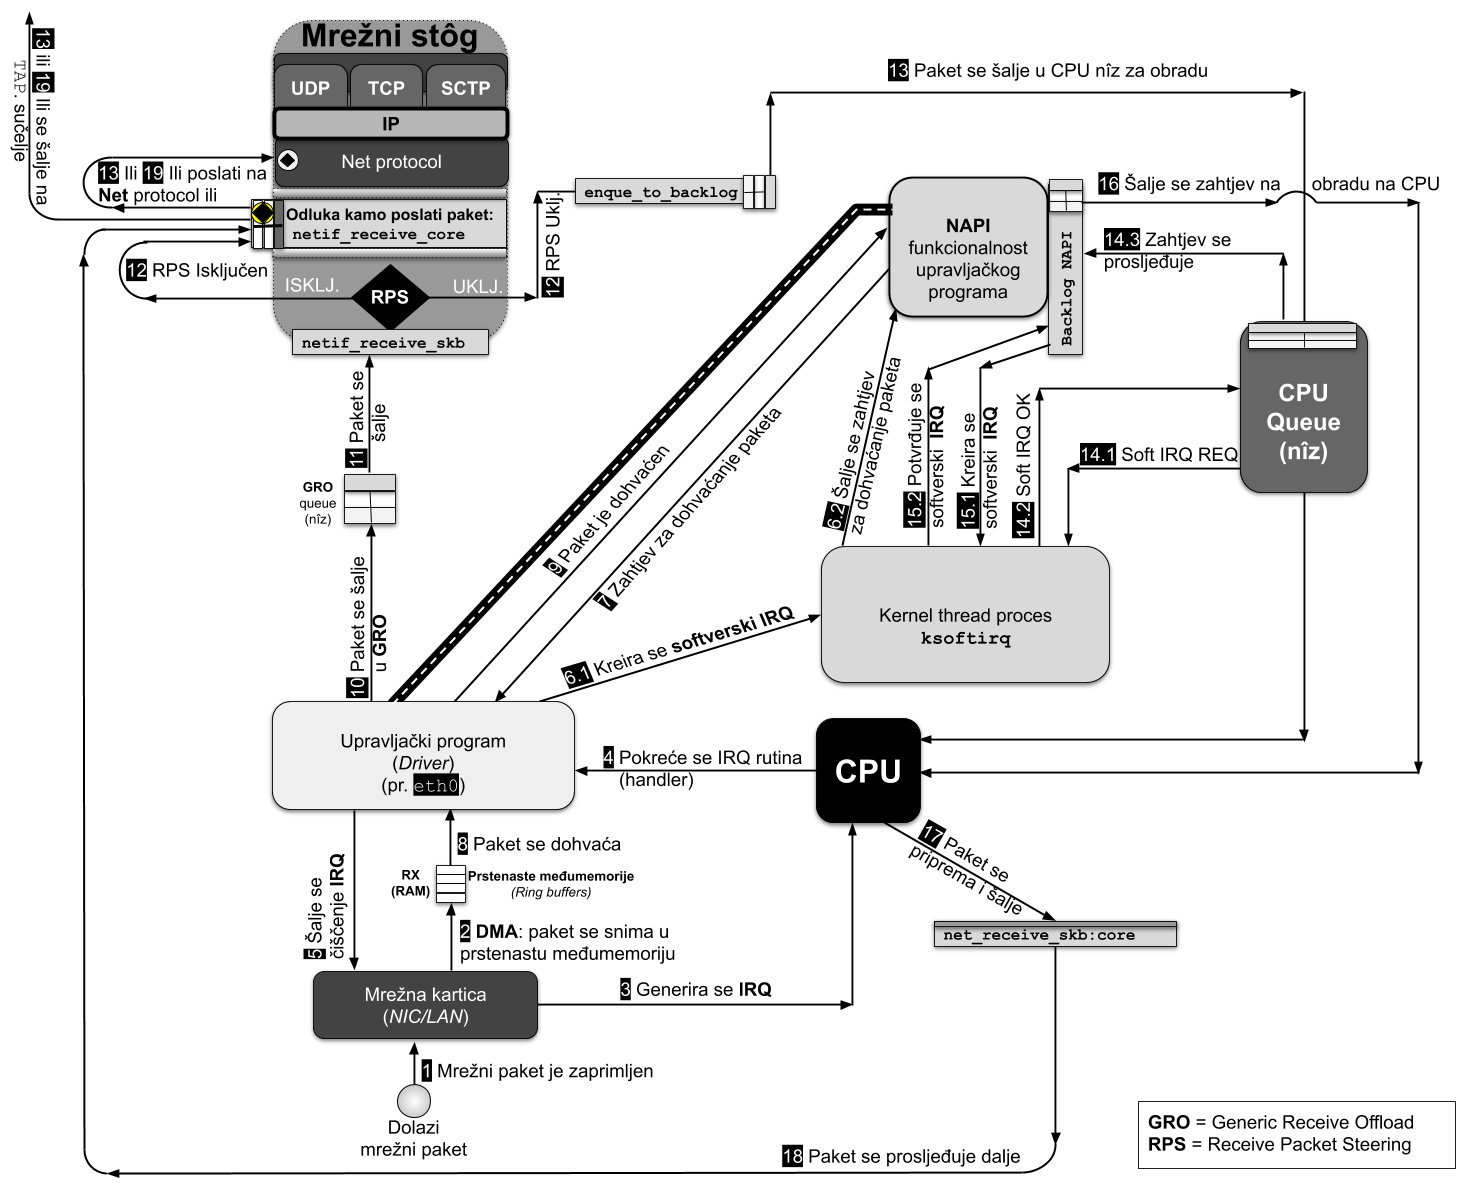 Mrežni stôg
UDP
TCP
SCTP
IP
Net protocol
13 ili 19 Ili se šalje na
TAP. sučelje
13 Ili 19 Ili poslati na
Net protocol ili
Odluka kamo poslati paket:
netif_receive_core
12 RPS Isključen
ISKLJ.
RPS
UKLJ.
12 RPS Uklj.
netif_receive_skb
enque_to_backlog
13 Paket se šalje u CPU nîz za obradu
NAPI
funkcionalnost
upravljačkog
programa
Backlog NAPI
16 Šalje se zahtjev na obradu na CPU
14.3 Zahtjev se
prosljeđuje
CPU
Queue
(nîz)
14.1 Soft IRQ REQ
14.2 Soft IRQ OK
15.1 Kreira se
softverski IRQ
15.2 Potvrđuje se
softverski IRQ
6.2 Šalje se zahtjev
za dohvaćanje paketa
11 Paket se
šalje
GRO
queue
(nîz)
10 Paket se šalje
u GRO
9 Paket je dohvaćen
7 Zahtjev za dohvaćanje paketa
6.1 Kreira se softverski IRQ
Kernel thread proces
ksoftirq
Upravljački program
(Driver)
(pr. eth0)
4 Pokreće se IRQ rutina
(handler)
CPU
8 Paket se dohvaća
RX
(RAM)
Prstenaste međumemorije
(Ring buffers)
5 Šalje se
čišćenje IRQ
2 DMA: paket se snima u
prstenastu međumemoriju
17 Paket se
priprema i šalje
net_receive_skb:core
Mrežna kartica
(NIC/LAN)
3 Generira se IRQ
1 Mrežni paket je zaprimljen
Dolazi
mrežni paket
18 Paket se prosljeđuje dalje
GRO = Generic Receive Offload
RPS = Receive Packet Steering